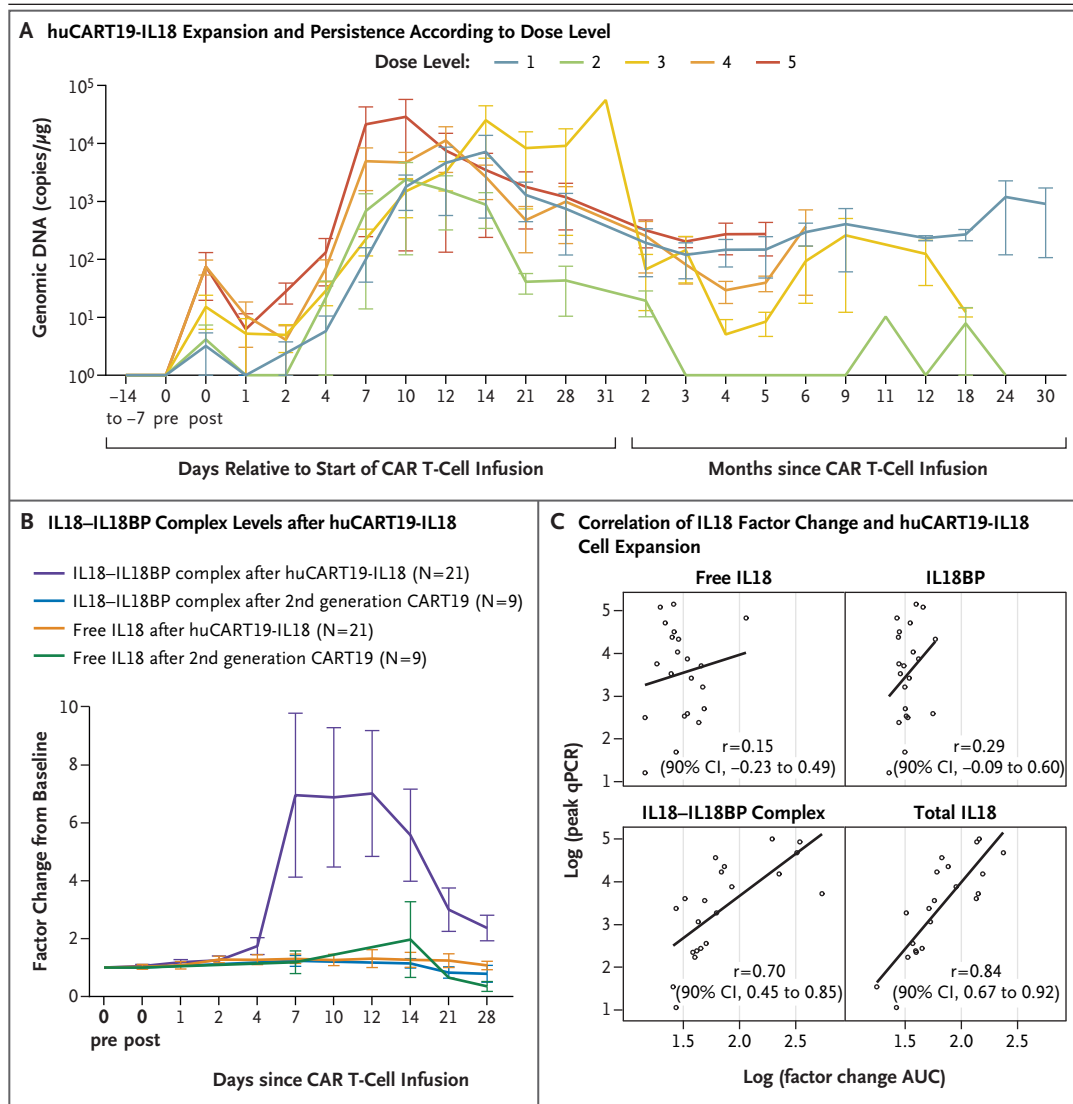 A huCART19-IL18 Expansion and Persistence According to Dose Level
Dose Level: 1 2 3 4 5
Genomic DNA (copies/μg)
10⁵
10⁴
10³
10²
10¹
10⁰
−14 0 0 1 2 4 7 10 12 14 21 28 31 2 3 4 5 6 9 11 12 18 24 30
to −7 pre post
Days Relative to Start of CAR T-Cell Infusion
Months since CAR T-Cell Infusion
B IL18–IL18BP Complex Levels after huCART19-IL18
IL18–IL18BP complex after huCART19-IL18 (N=21)
IL18–IL18BP complex after 2nd generation CART19 (N=9)
Free IL18 after huCART19-IL18 (N=21)
Free IL18 after 2nd generation CART19 (N=9)
Factor Change from Baseline
10
8
6
4
2
0
0 0 1 2 4 7 10 12 14 21 28
pre post
Days since CAR T-Cell Infusion
C Correlation of IL18 Factor Change and huCART19-IL18
Cell Expansion
Log (peak qPCR)
Free IL18
IL18BP
5
4
3
2
1
r=0.15
(90% CI, −0.23 to 0.49)
r=0.29
(90% CI, −0.09 to 0.60)
IL18–IL18BP Complex
Total IL18
5
4
3
2
1
r=0.70
(90% CI, 0.45 to 0.85)
r=0.84
(90% CI, 0.67 to 0.92)
1.5 2.0 2.5 1.5 2.0 2.5
Log (factor change AUC)